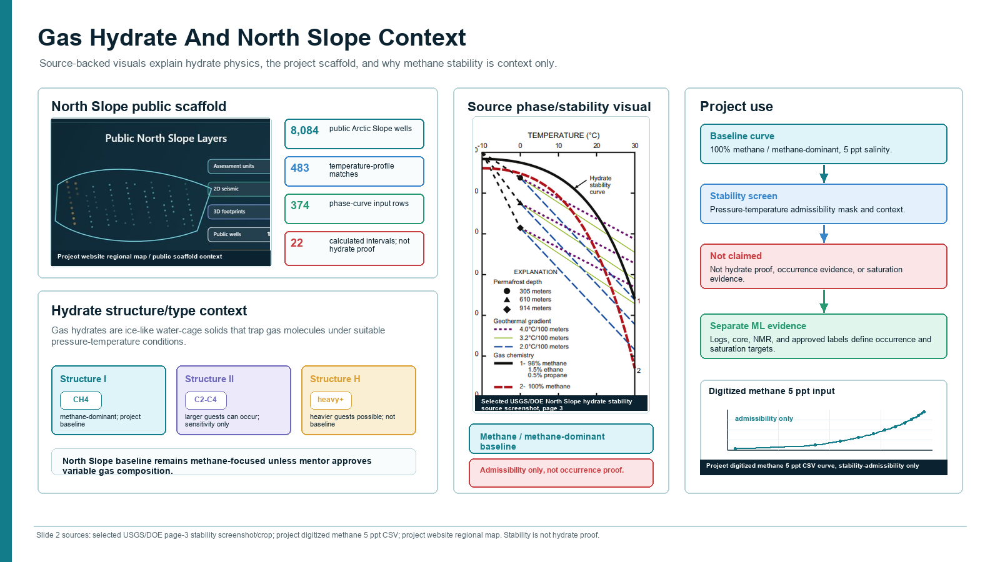 Gas Hydrate And North Slope Context
Source-backed visuals explain hydrate physics, the project scaffold, and why methane stability is context only.
North Slope public scaffold
Public North Slope Layers
Assessment units
2D seismic
3D footprints
Public wells
1
Project website regional map / public scaffold context
8,084
public Arctic Slope wells
483
temperature-profile
matches
374
phase-curve input rows
22
calculated intervals; not
hydrate proof
Hydrate structure/type context
Gas hydrates are ice-like water-cage solids that trap gas molecules under suitable
pressure-temperature conditions.
Structure I
CH4
methane-dominant; project
baseline
Structure II
C2-C4
larger guests can occur;
sensitivity only
Structure H
heavy+
heavier guests possible; not
baseline
North Slope baseline remains methane-focused unless mentor approves
variable gas composition.
Source phase/stability visual
TEMPERATURE (°C)
-10 0 10 20 30
0
0
0
0
0
0
0
Hydrate
stability
curve
1
2
EXPLANATION
Permafrost depth
305 meters
610 meters
914 meters
Geothermal gradient
4.0°C/100 meters
3.2°C/100 meters
2.0°C/100 meters
Gas chemistry
1- 98% methane
1.5% ethane
0.5% propane
2- 100% methane
Selected USGS/DOE North Slope hydrate stability
source screenshot, page 3
Methane / methane-dominant
baseline
Admissibility only, not occurrence proof.
Project use
Baseline curve
100% methane / methane-dominant, 5 ppt salinity.
Stability screen
Pressure-temperature admissibility mask and context.
Not claimed
Not hydrate proof, occurrence evidence, or saturation
evidence.
Separate ML evidence
Logs, core, NMR, and approved labels define occurrence and
saturation targets.
Digitized methane 5 ppt input
admissibility only
Project digitized methane 5 ppt CSV curve, stability-admissibility only
Slide 2 sources: selected USGS/DOE page-3 stability screenshot/crop; project digitized methane 5 ppt CSV; project website regional map. Stability is not hydrate proof.